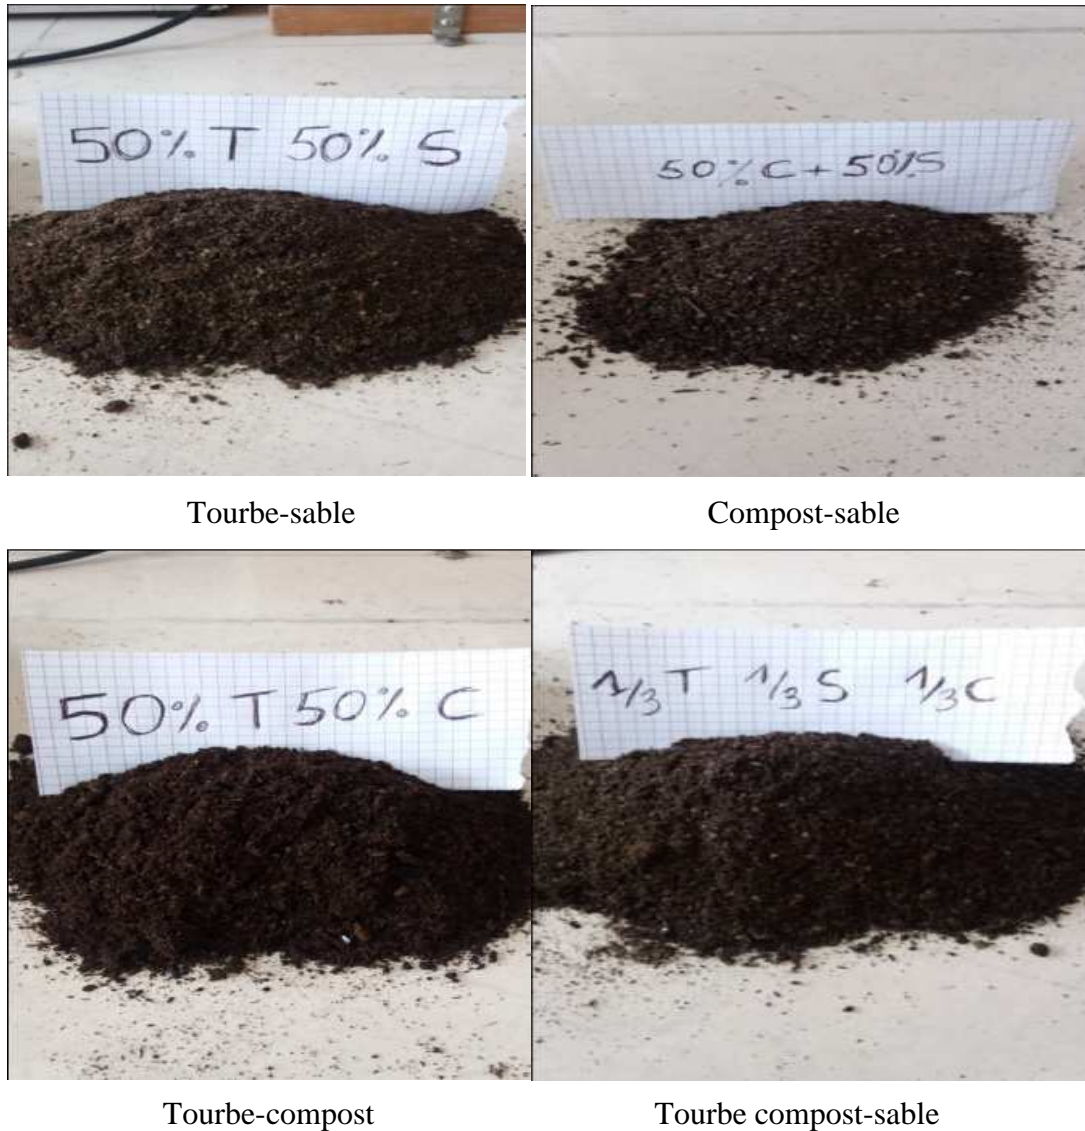 50% T 50% S
50% C + 50% S
Tourbe-sable
Compost-sable
50% T 50% C
1/3 T 1/3 S 1/3 C
Tourbe-compost
Tourbe compost-sable